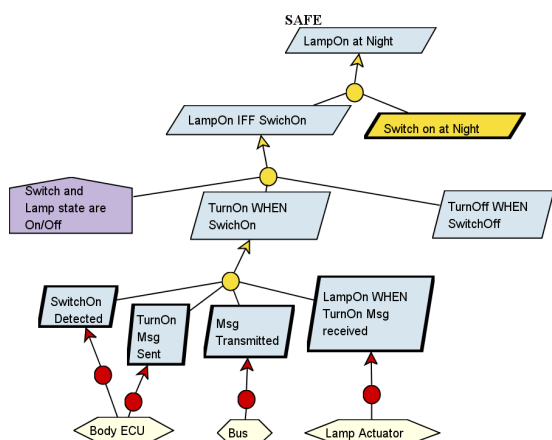 SAFE
LampOn at Night
LampOn IFF SwichOn
Switch on at Night
Switch and
Lamp state are
On/Off
TurnOn WHEN
SwichOn
TurnOff WHEN
SwitchOff
SwitchOn
Detected
TurnOn
Msg
Sent
Msg
Transmitted
LampOn WHEN
TurnOn Msg
received
Body ECU
Bus
Lamp Actuator